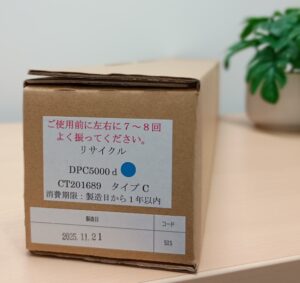 ご使用前に左右に7～8回
よく振ってください。
リサイクル
DPC5000 d
CT201689 タイプ C
消費期限：製造日から1年以内
製造日 コード
2025.11.21